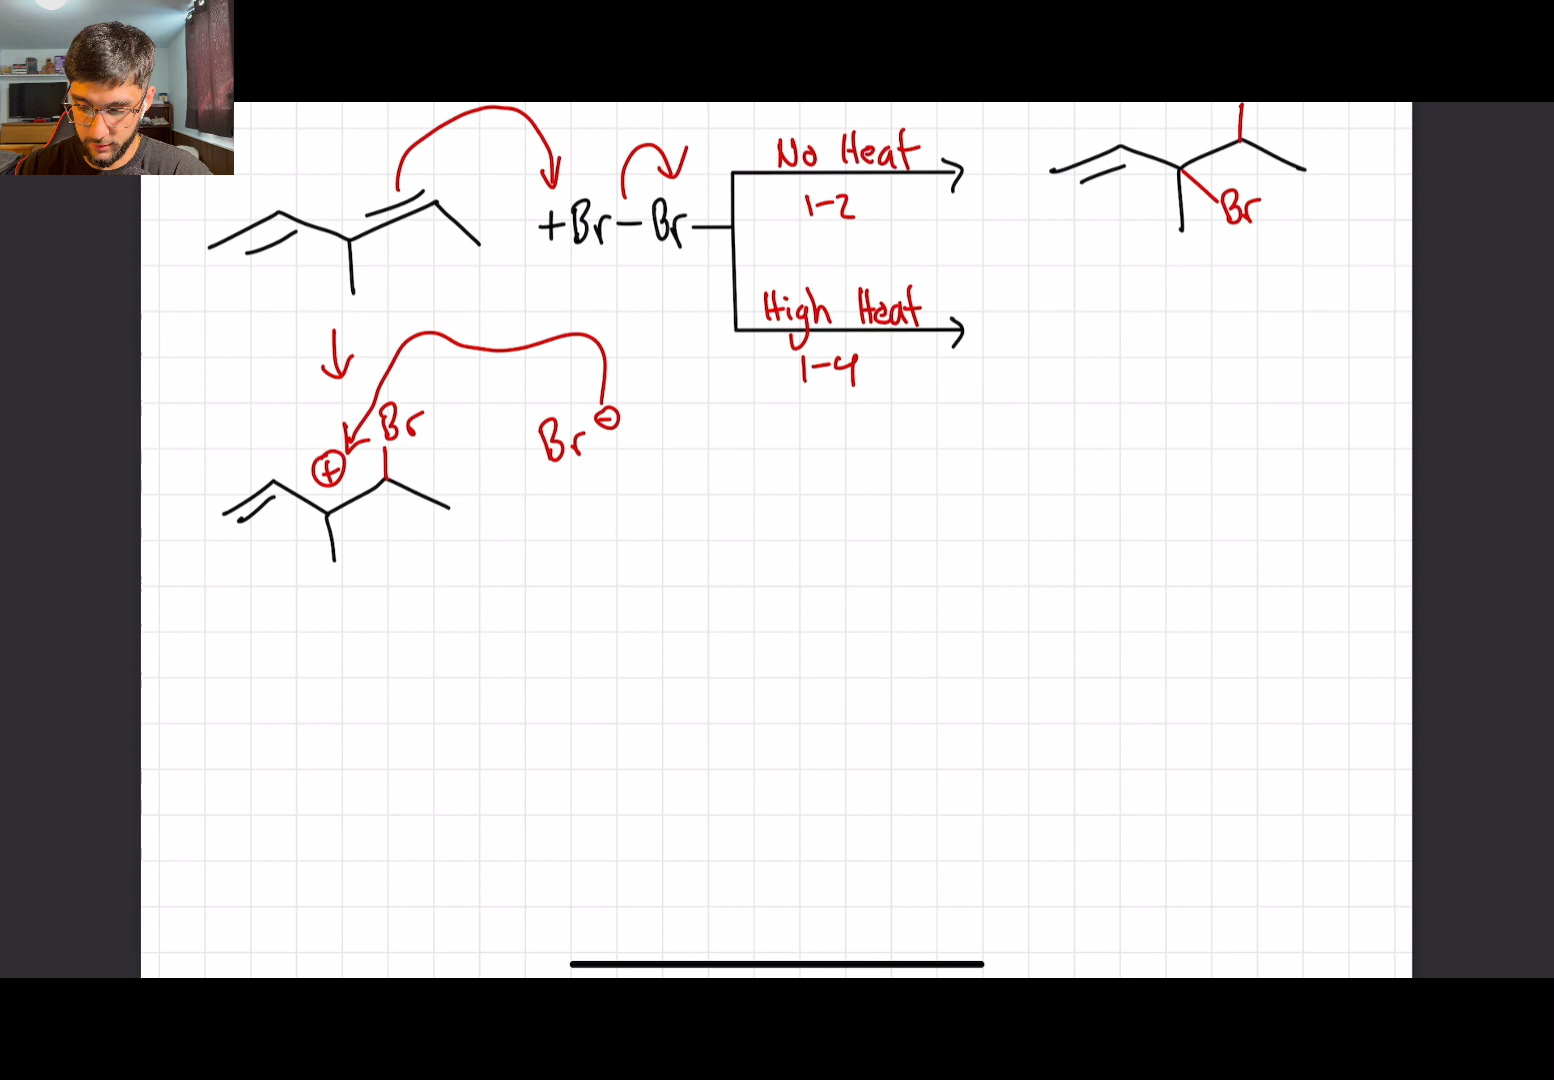 No Heat
1-2
+Br-Br
Br
High Heat
1-4
Br
+
Br-